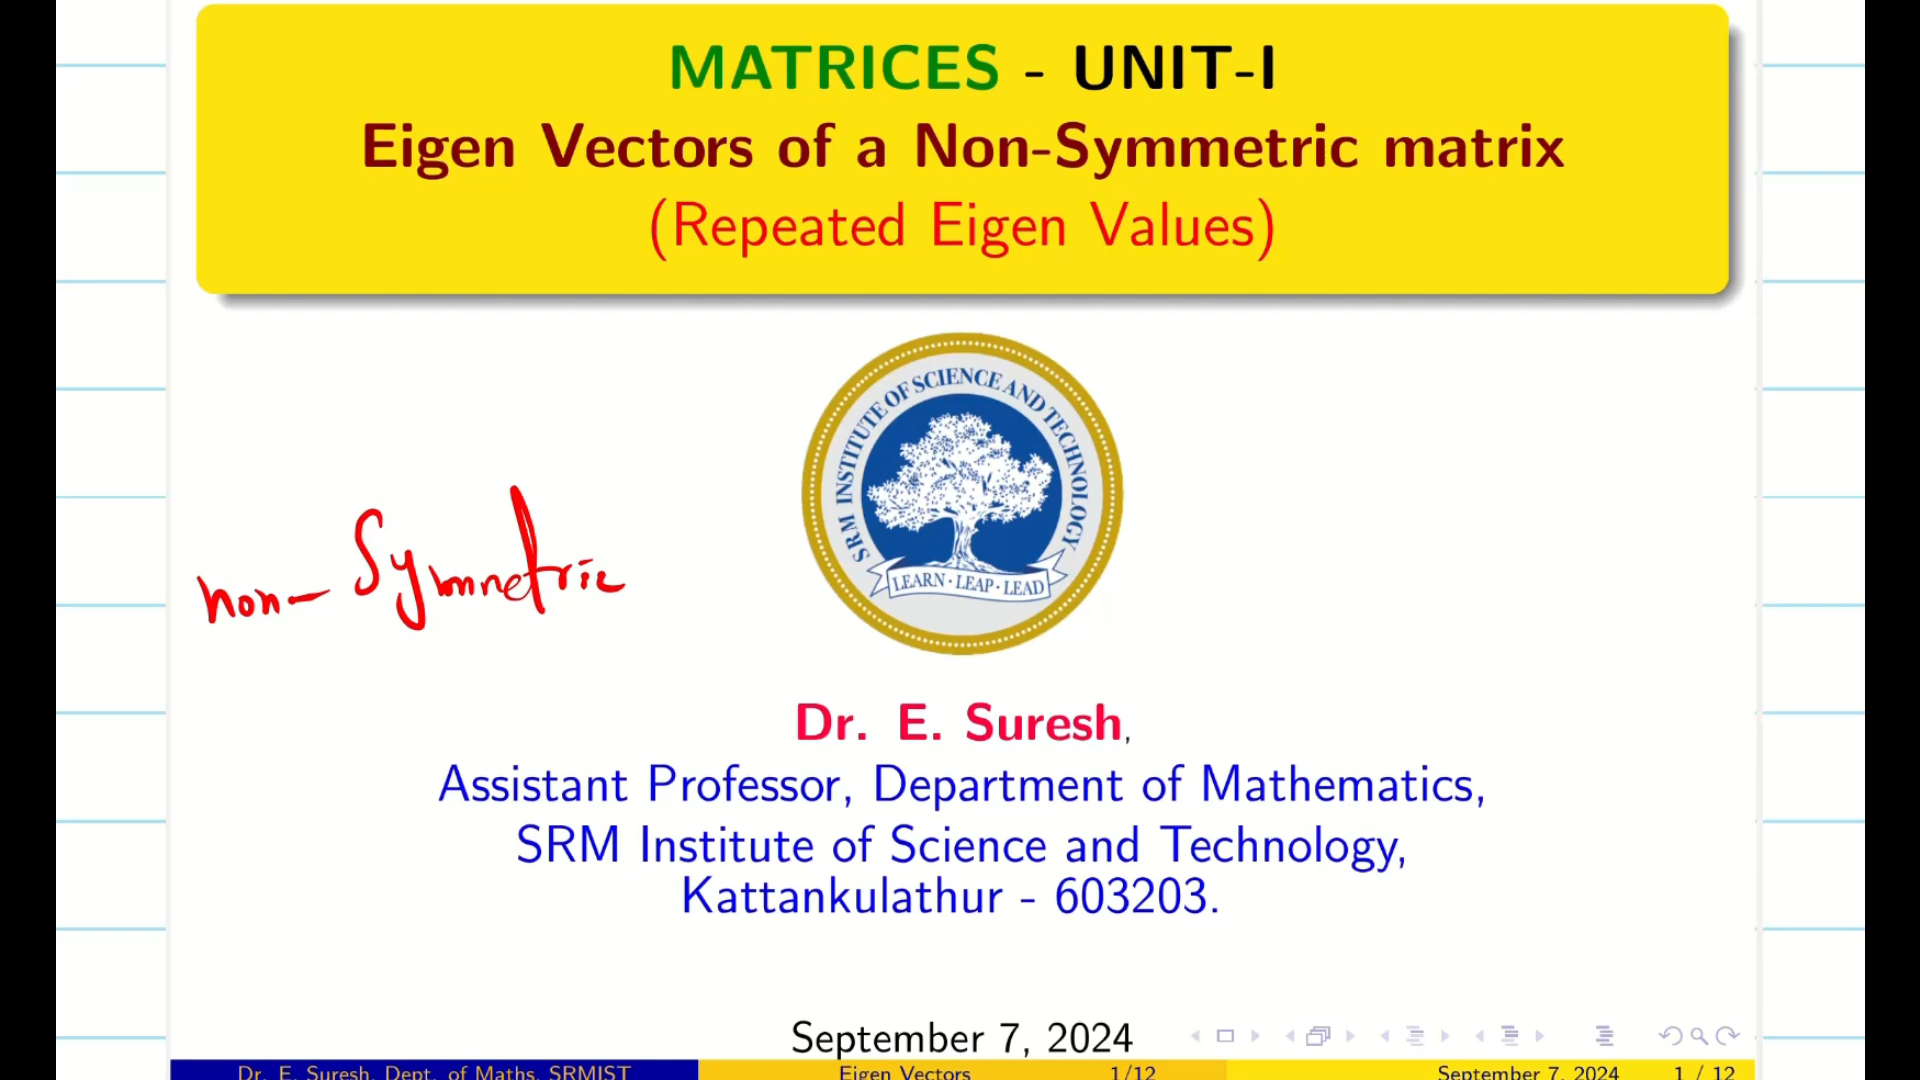 MATRICES - UNIT-I
Eigen Vectors of a Non-Symmetric matrix
(Repeated Eigen Values)
SRM INSTITUTE OF SCIENCE AND TECHNOLOGY
LEARN · LEAP · LEAD
non- Symmetric
Dr. E. Suresh,
Assistant Professor, Department of Mathematics,
SRM Institute of Science and Technology,
Kattankulathur - 603203.
September 7, 2024
Dr. E. Suresh, Dept. of Maths, SRMIST Eigen Vectors 1/12 September 7, 2024 1 / 12